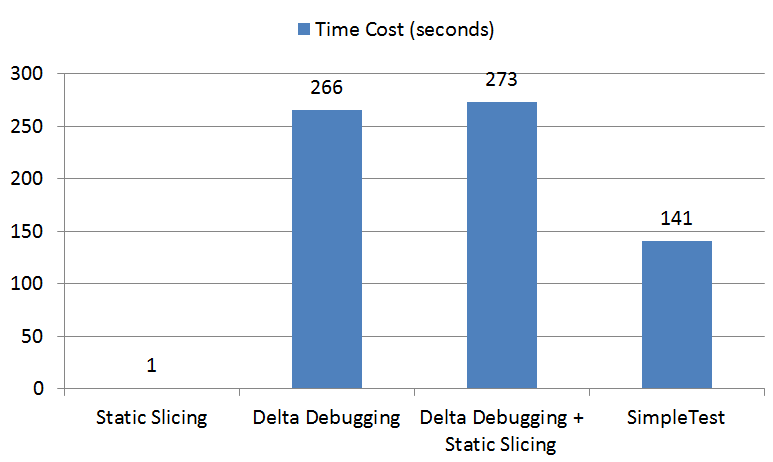 Time Cost (seconds)
300
250
200
150
100
50
0
1
266
273
141
Static Slicing
Delta Debugging
Delta Debugging +
Static Slicing
SimpleTest